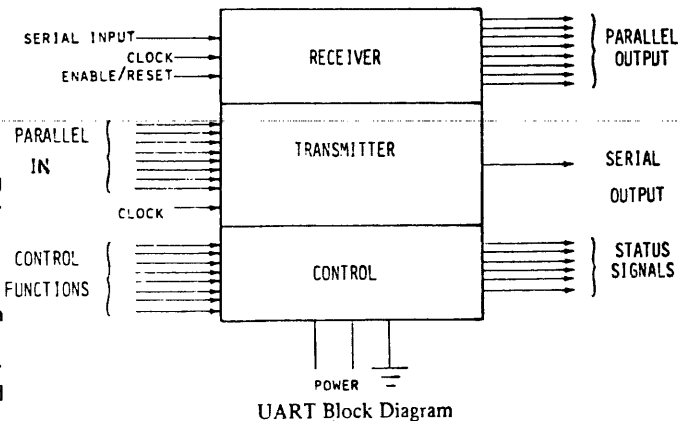 SERIAL INPUT
CLOCK
ENABLE/RESET
RECEIVER
PARALLEL
OUTPUT
PARALLEL
IN
TRANSMITTER
SERIAL
OUTPUT
CLOCK
CONTROL
FUNCTIONS
CONTROL
STATUS
SIGNALS
POWER
UART Block Diagram